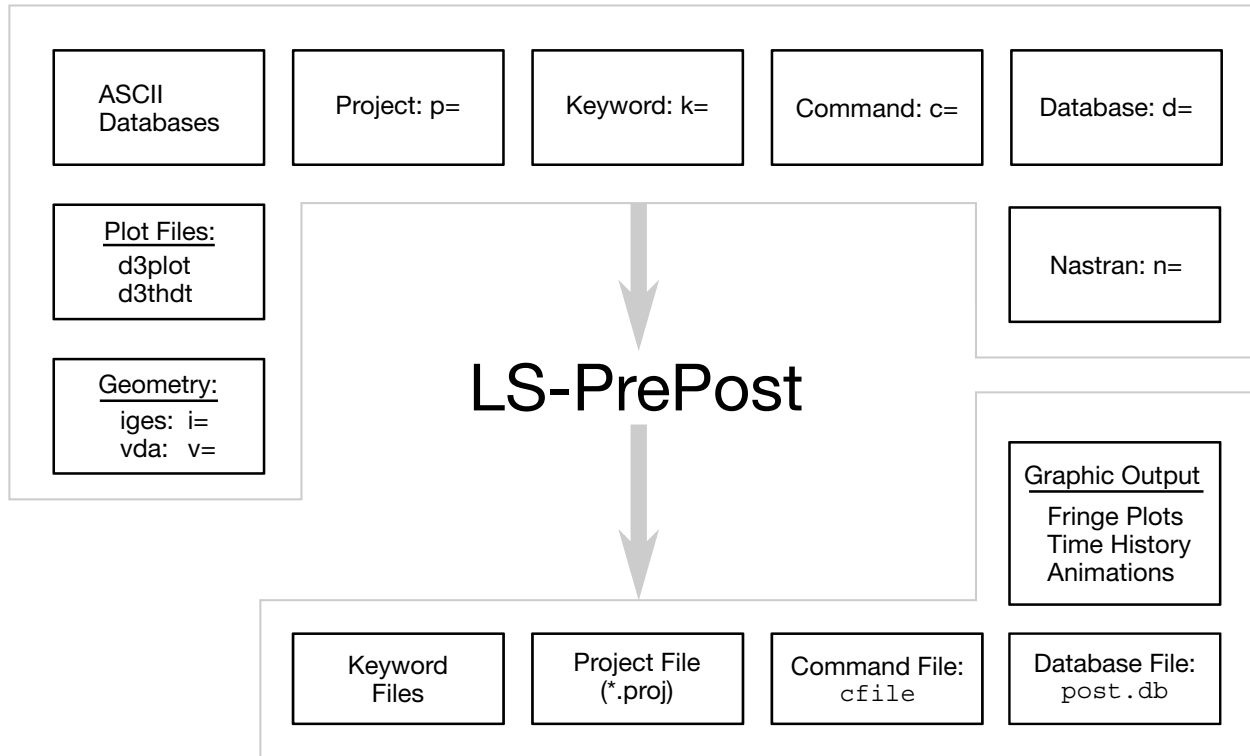 ASCII
Databases
Project: p=
Keyword: k=
Command: c=
Database: d=
Plot Files:
d3plot
d3thdt
Nastran: n=
Geometry:
iges: i=
vda: v=
LS-PrePost
Graphic Output
Fringe Plots
Time History
Animations
Keyword
Files
Project File
(*.proj)
Command File:
cfile
Database File:
post.db